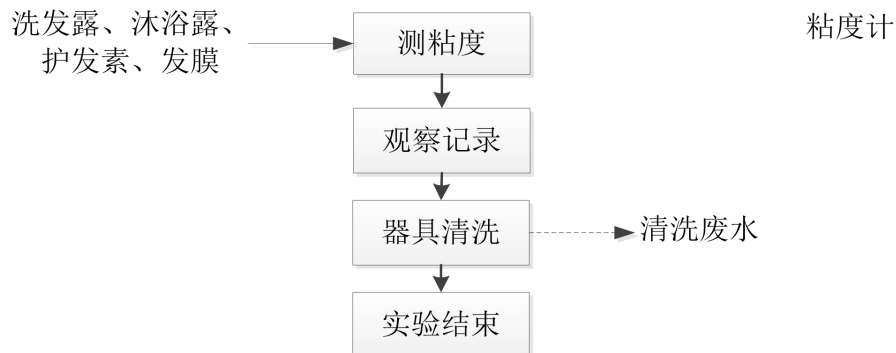 洗发露、沐浴露、
护发素、发膜
测粘度
粘度计
观察记录
器具清洗
清洗废水
实验结束